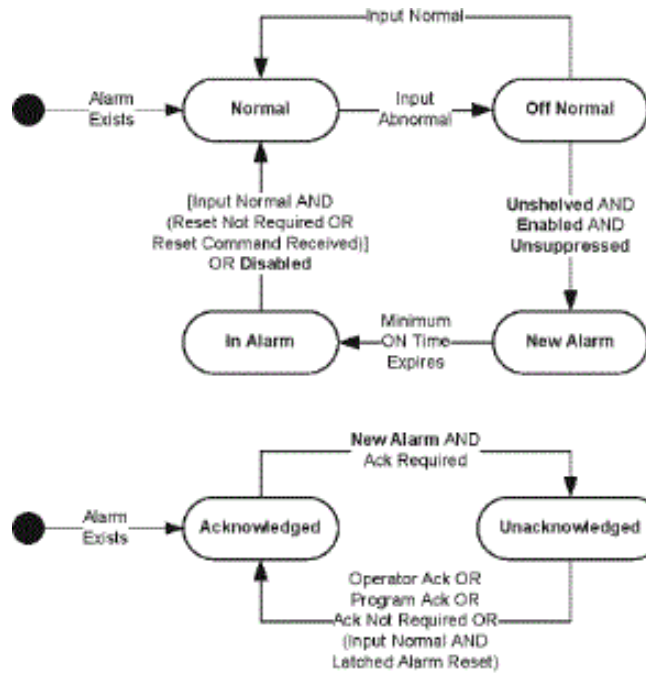 Input Normal
Alarm
Exists
Normal
Input
Abnormal
Off Normal
[Input Normal AND
(Reset Not Required OR
Reset Command Received)]
OR Disabled
Unshelved AND
Enabled AND
Unsuppressed
In Alarm
Minimum
ON Time
Expires
New Alarm
New Alarm AND
Ack Required
Alarm
Exists
Acknowledged
Unacknowledged
Operator Ack OR
Program Ack OR
Ack Not Required OR
(Input Normal AND
Latched Alarm Reset)